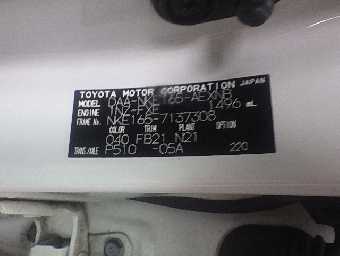 TOYOTA MOTOR CORPORATION JAPAN
MODEL DAA-NKE165-AEXNB
ENGINE 1NZ-FXE 1496 mL
FRAME No. NKE165-7137308
COLOR TRIM PLANT OPTION
040 FB21 N21
TRANS./AXLE P510 -05A 220